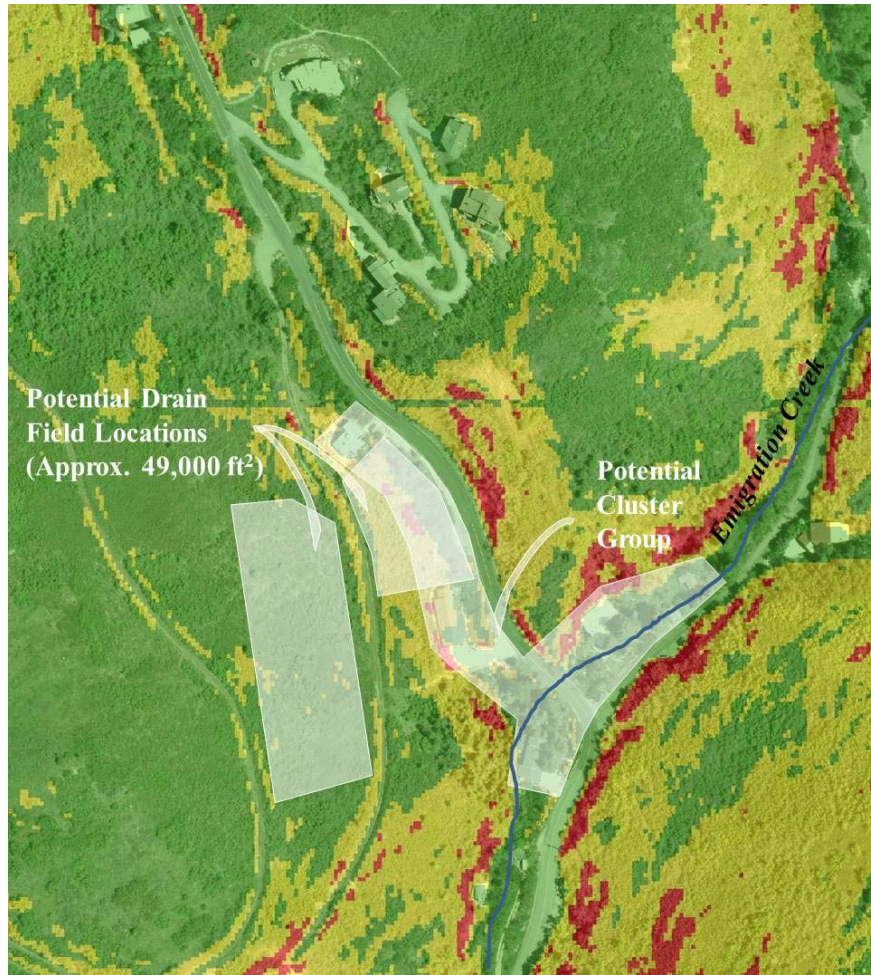 Potential Drain
Field Locations
(Approx. 49,000 ft²)
Potential
Cluster
Group
Emigration Creek